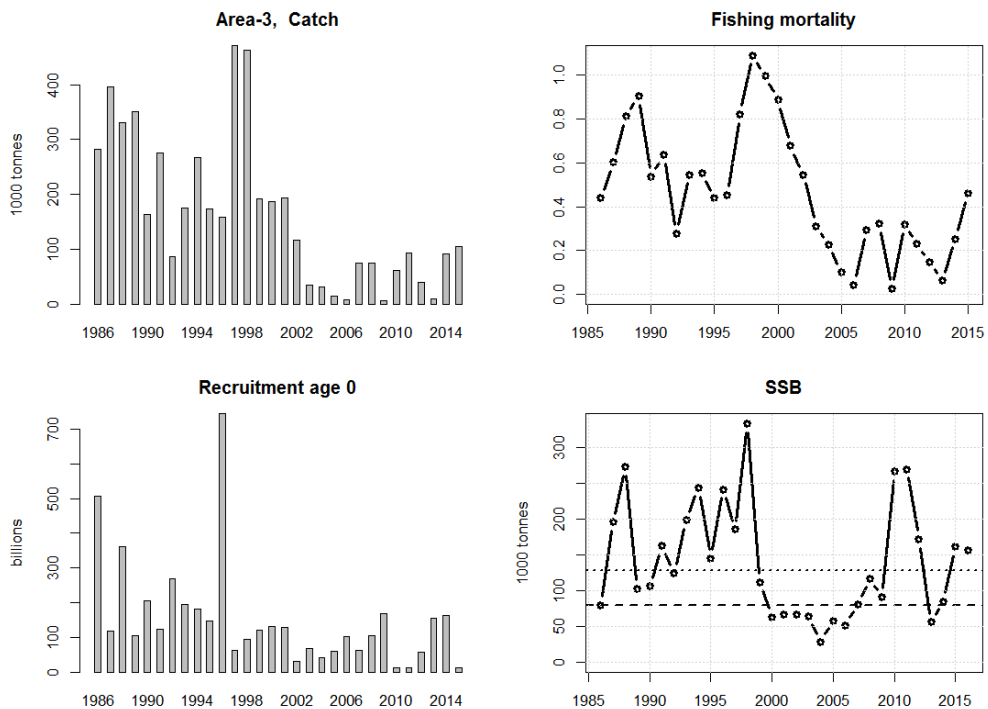 Area-3, Catch
1000 tonnes
0 100 200 300 400
1986 1990 1994 1998 2002 2006 2010 2014
Fishing mortality
0.0 0.2 0.4 0.6 0.8 1.0
1985 1990 1995 2000 2005 2010 2015
Recruitment age 0
billions
0 100 300 500 700
1986 1990 1994 1998 2002 2006 2010 2014
SSB
1000 tonnes
0 50 100 200 300
1985 1990 1995 2000 2005 2010 2015